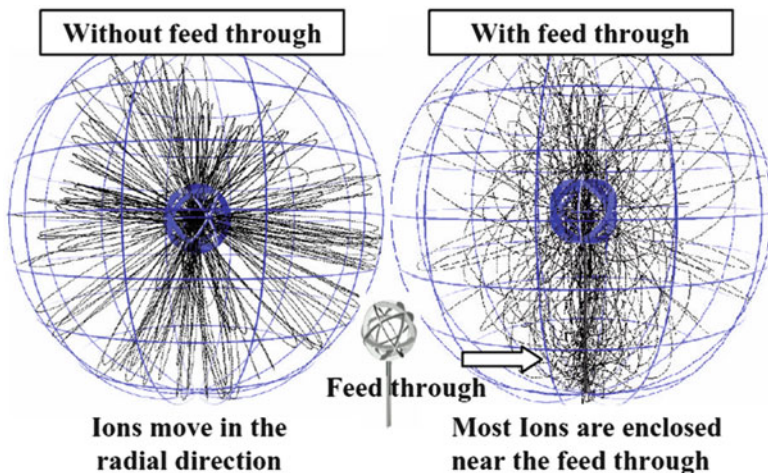 Without feed through
With feed through
Feed through
Ions move in the
radial direction
Most Ions are enclosed
near the feed through